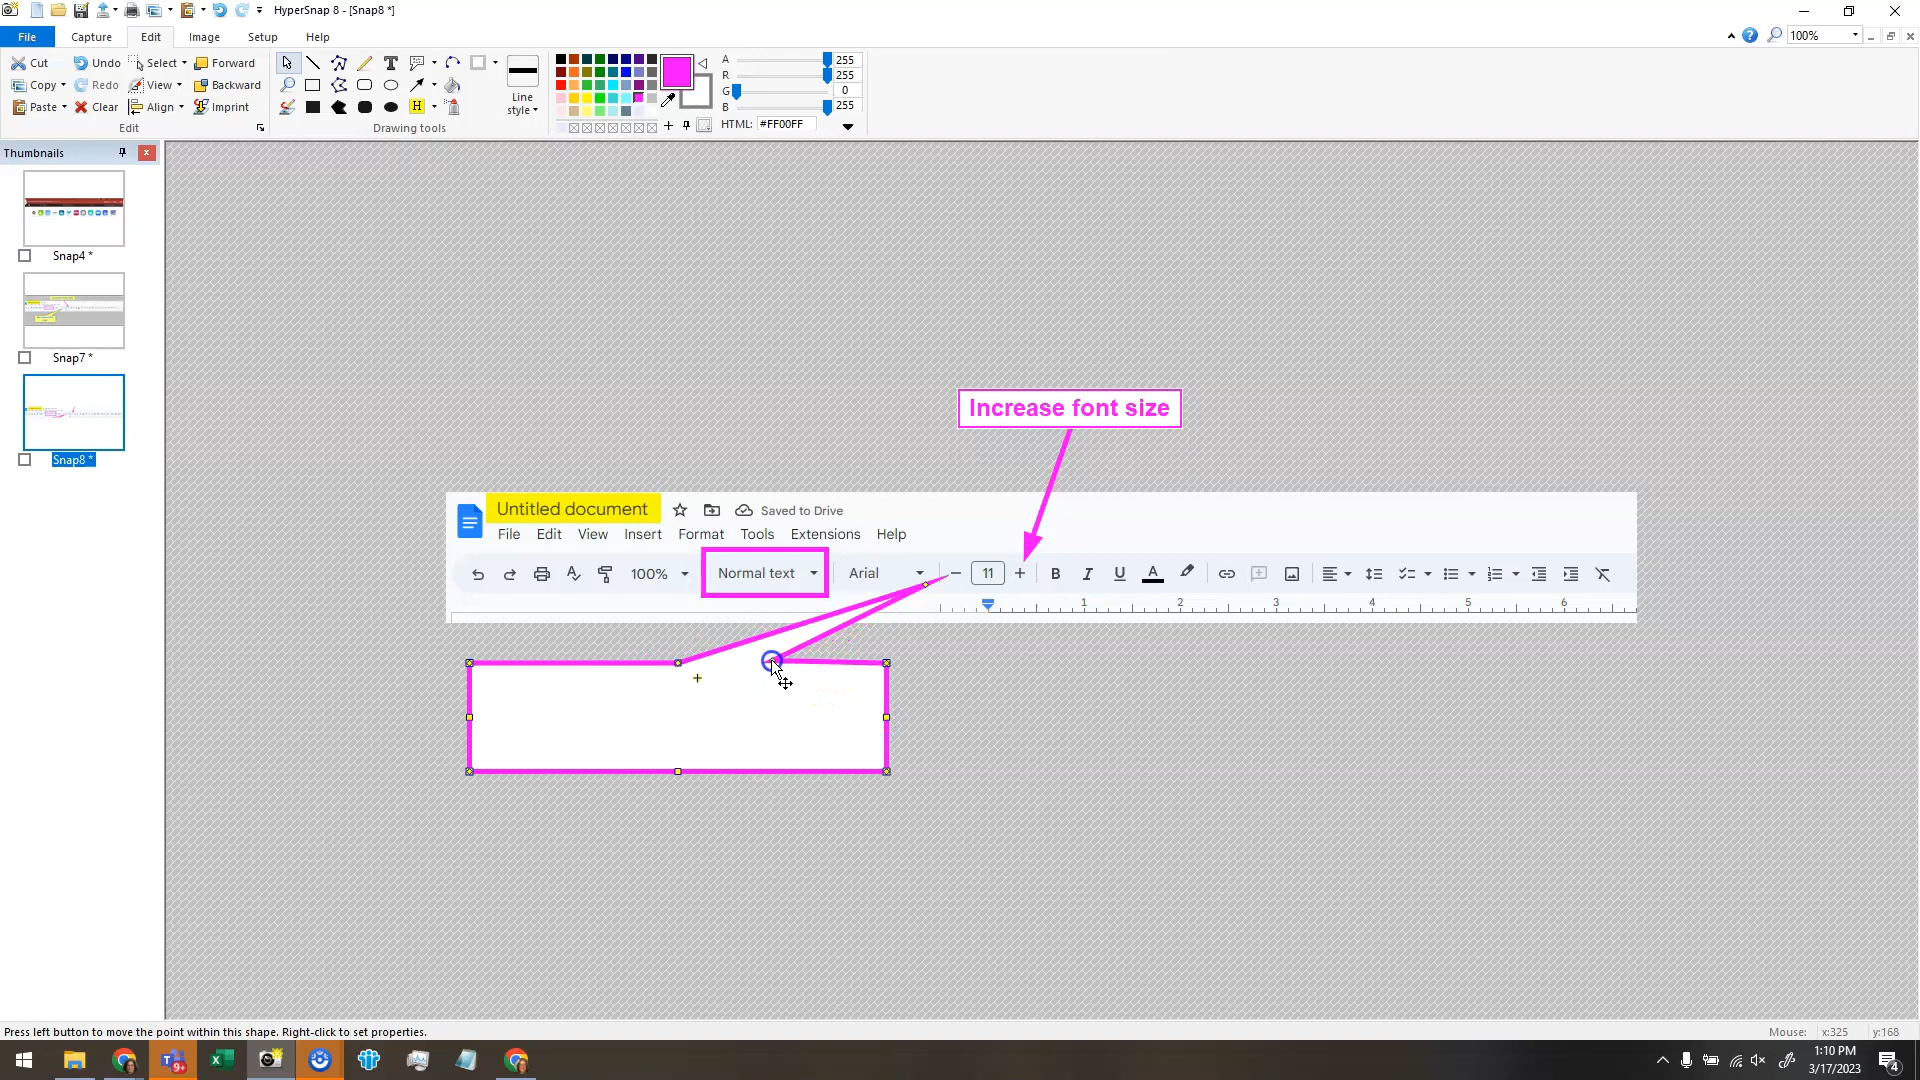 HyperSnap 8 - [Snap8 *]
100%
File Capture Edit Image Setup Help
Cut Undo Select Forward
Copy Redo View Backward
Paste Clear Align Imprint
Edit
T
H
Drawing tools
Line style
A 255
R 255
G 0
B 255
HTML: #FF00FF
Thumbnails
Snap4 *
Snap7 *
Snap8 *
Increase font size
Untitled document Saved to Drive
File Edit View Insert Format Tools Extensions Help
100% Normal text Arial 11 B I U A
1 2 3 4 5 6
Press left button to move the point within this shape. Right-click to set properties.
Mouse: x:325 y:168
9+
1:10 PM
3/17/2023
4